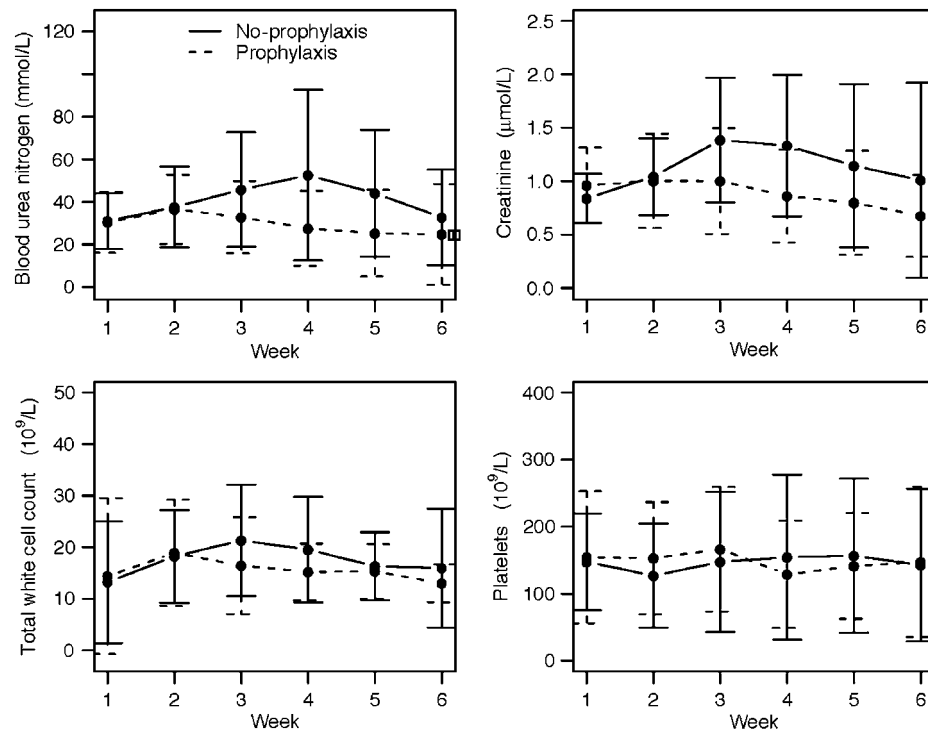 Blood urea nitrogen (mmol/L)
120
80
60
40
20
0
No-prophylaxis
Prophylaxis
1 2 3 4 5 6
Week
Creatinine (µmol/L)
2.5
2.0
1.5
1.0
0.5
0.0
1 2 3 4 5 6
Week
Total white cell count (10⁹/L)
50
40
30
20
10
0
1 2 3 4 5 6
Week
Platelets (10⁹/L)
400
300
200
100
0
1 2 3 4 5 6
Week